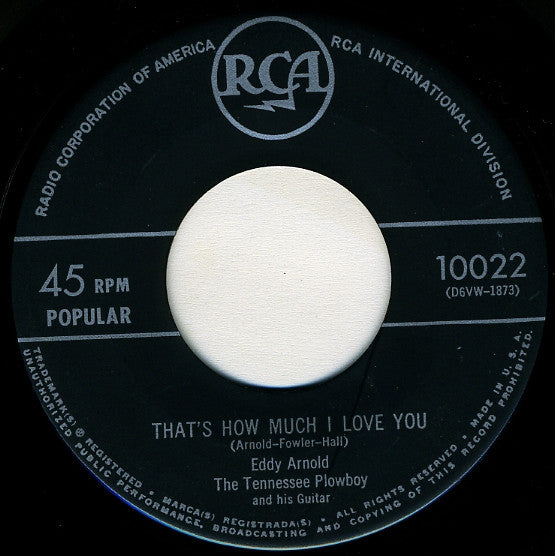 RADIO CORPORATION OF AMERICA
RCA
RCA INTERNATIONAL DIVISION
45 RPM
POPULAR
10022
(D6VW-1873)
THAT'S HOW MUCH I LOVE YOU
(Arnold-Fowler-Hall)
Eddy Arnold
The Tennessee Plowboy
and his Guitar
TRADEMARK(S) ® REGISTERED • MARCA(S) REGISTRADA(S) • ALL RIGHTS RESERVED • MADE IN U. S. A.
UNAUTHORIZED PUBLIC PERFORMANCE, BROADCASTING AND COPYING OF THIS RECORD PROHIBITED.